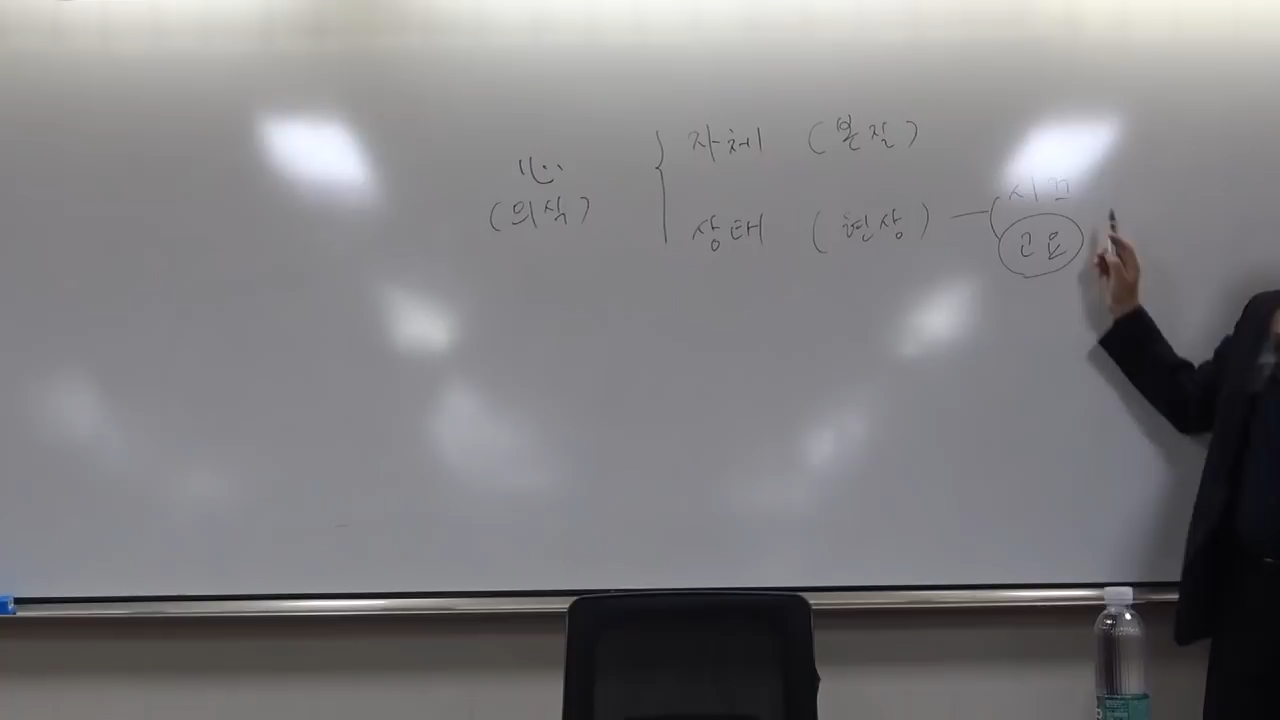 心 { 자체 (본질)
(의식) 상태 (현상) — 시끄
고요